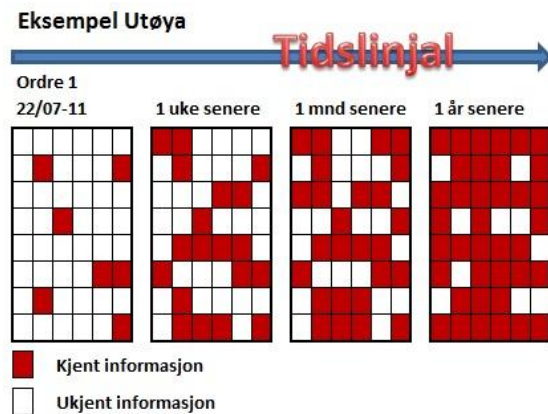 Eksempel Utøya
Tidslinjal
Ordre 1
22/07-11
1 uke senere
1 mnd senere
1 år senere
Kjent informasjon
Ukjent informasjon